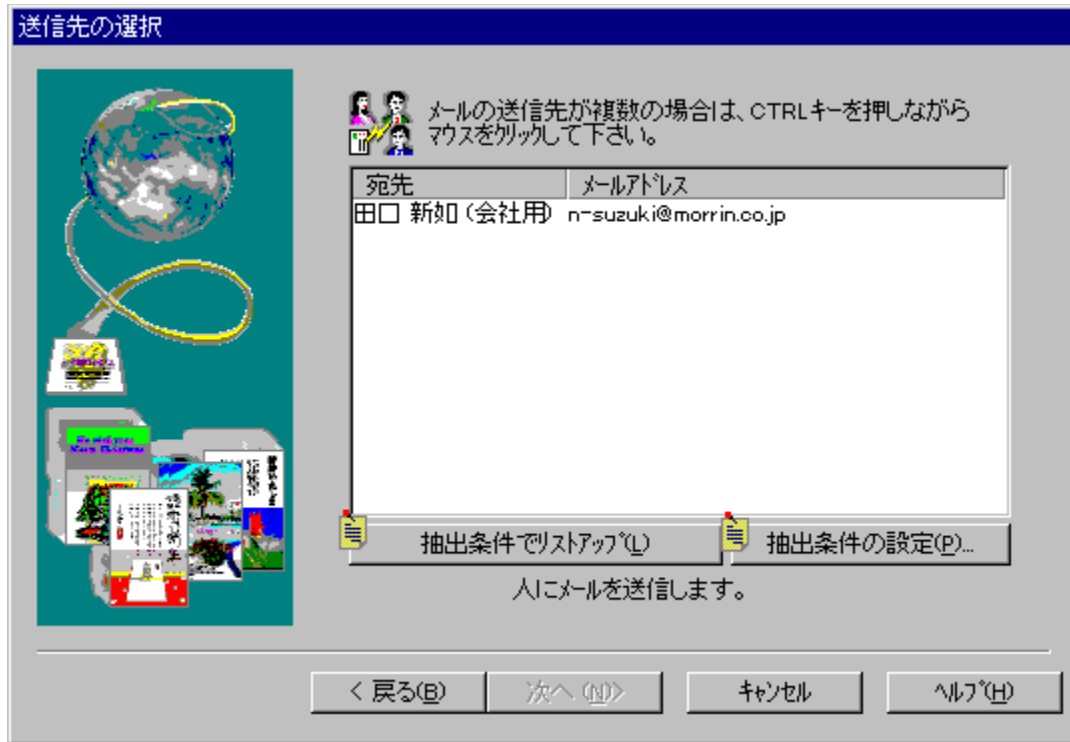 送信先の選択
メールの送信先が複数の場合は、CTRLキーを押しながら
マウスをクリックして下さい。
宛先 メールアドレス
田口 新如(会社用) n-suzuki@morrin.co.jp
抽出条件でリストアップ(L) 抽出条件の設定(P)...
人にメールを送信します。
< 戻る(B) 次へ (N)> キャンセル ヘルプ(H)